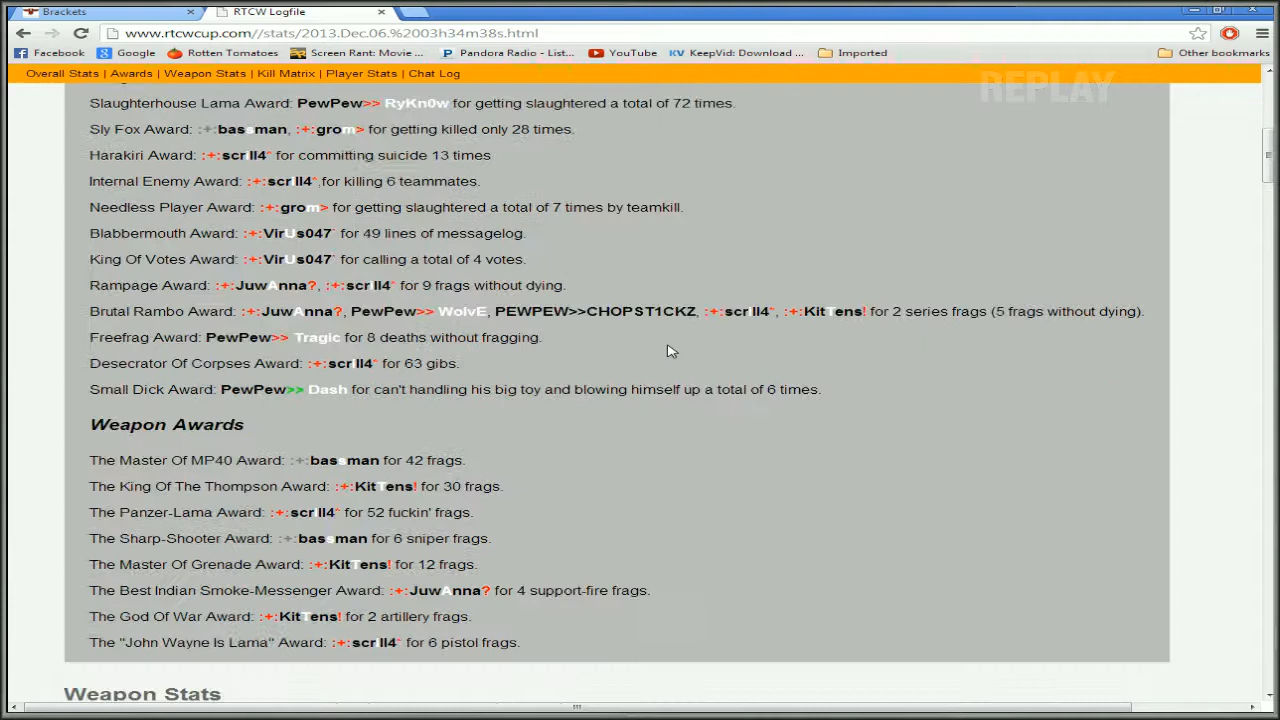 Brackets
RTCW Logfile
www.rtcwcup.com//stats/2013.Dec.06.%2003h34m38s.html
Facebook Google Rotten Tomatoes Screen Rant: Movie ... Pandora Radio - List... YouTube KV KeepVid: Download ... Imported Other bookmarks
Overall Stats | Awards | Weapon Stats | Kill Matrix | Player Stats | Chat Log
REPLAY
Slaughterhouse Lama Award: PewPew>> RyKn0w for getting slaughtered a total of 72 times.
Sly Fox Award: :+:bassman, :+:grom> for getting killed only 28 times.
Harakiri Award: :+:scrill4^ for committing suicide 13 times
Internal Enemy Award: :+:scrill4^,for killing 6 teammates.
Needless Player Award: :+:grom> for getting slaughtered a total of 7 times by teamkill.
Blabbermouth Award: :+:VirUs047^ for 49 lines of messagelog.
King Of Votes Award: :+:VirUs047^ for calling a total of 4 votes.
Rampage Award: :+:JuwAnna?, :+:scrill4^ for 9 frags without dying.
Brutal Rambo Award: :+:JuwAnna?, PewPew>> WolvE, PEWPEW>>CHOPST1CKZ, :+:scrill4^, :+:KitTens! for 2 series frags (5 frags without dying).
Freefrag Award: PewPew>> Tragic for 8 deaths without fragging.
Desecrator Of Corpses Award: :+:scrill4^ for 63 gibs.
Small Dick Award: PewPew>> Dash for can't handling his big toy and blowing himself up a total of 6 times.
Weapon Awards
The Master Of MP40 Award: :+:bassman for 42 frags.
The King Of The Thompson Award: :+:KitTens! for 30 frags.
The Panzer-Lama Award: :+:scrill4^ for 52 fuckin' frags.
The Sharp-Shooter Award: :+:bassman for 6 sniper frags.
The Master Of Grenade Award: :+:KitTens! for 12 frags.
The Best Indian Smoke-Messenger Award: :+:JuwAnna? for 4 support-fire frags.
The God Of War Award: :+:KitTens! for 2 artillery frags.
The "John Wayne Is Lama" Award: :+:scrill4^ for 6 pistol frags.
Weapon Stats